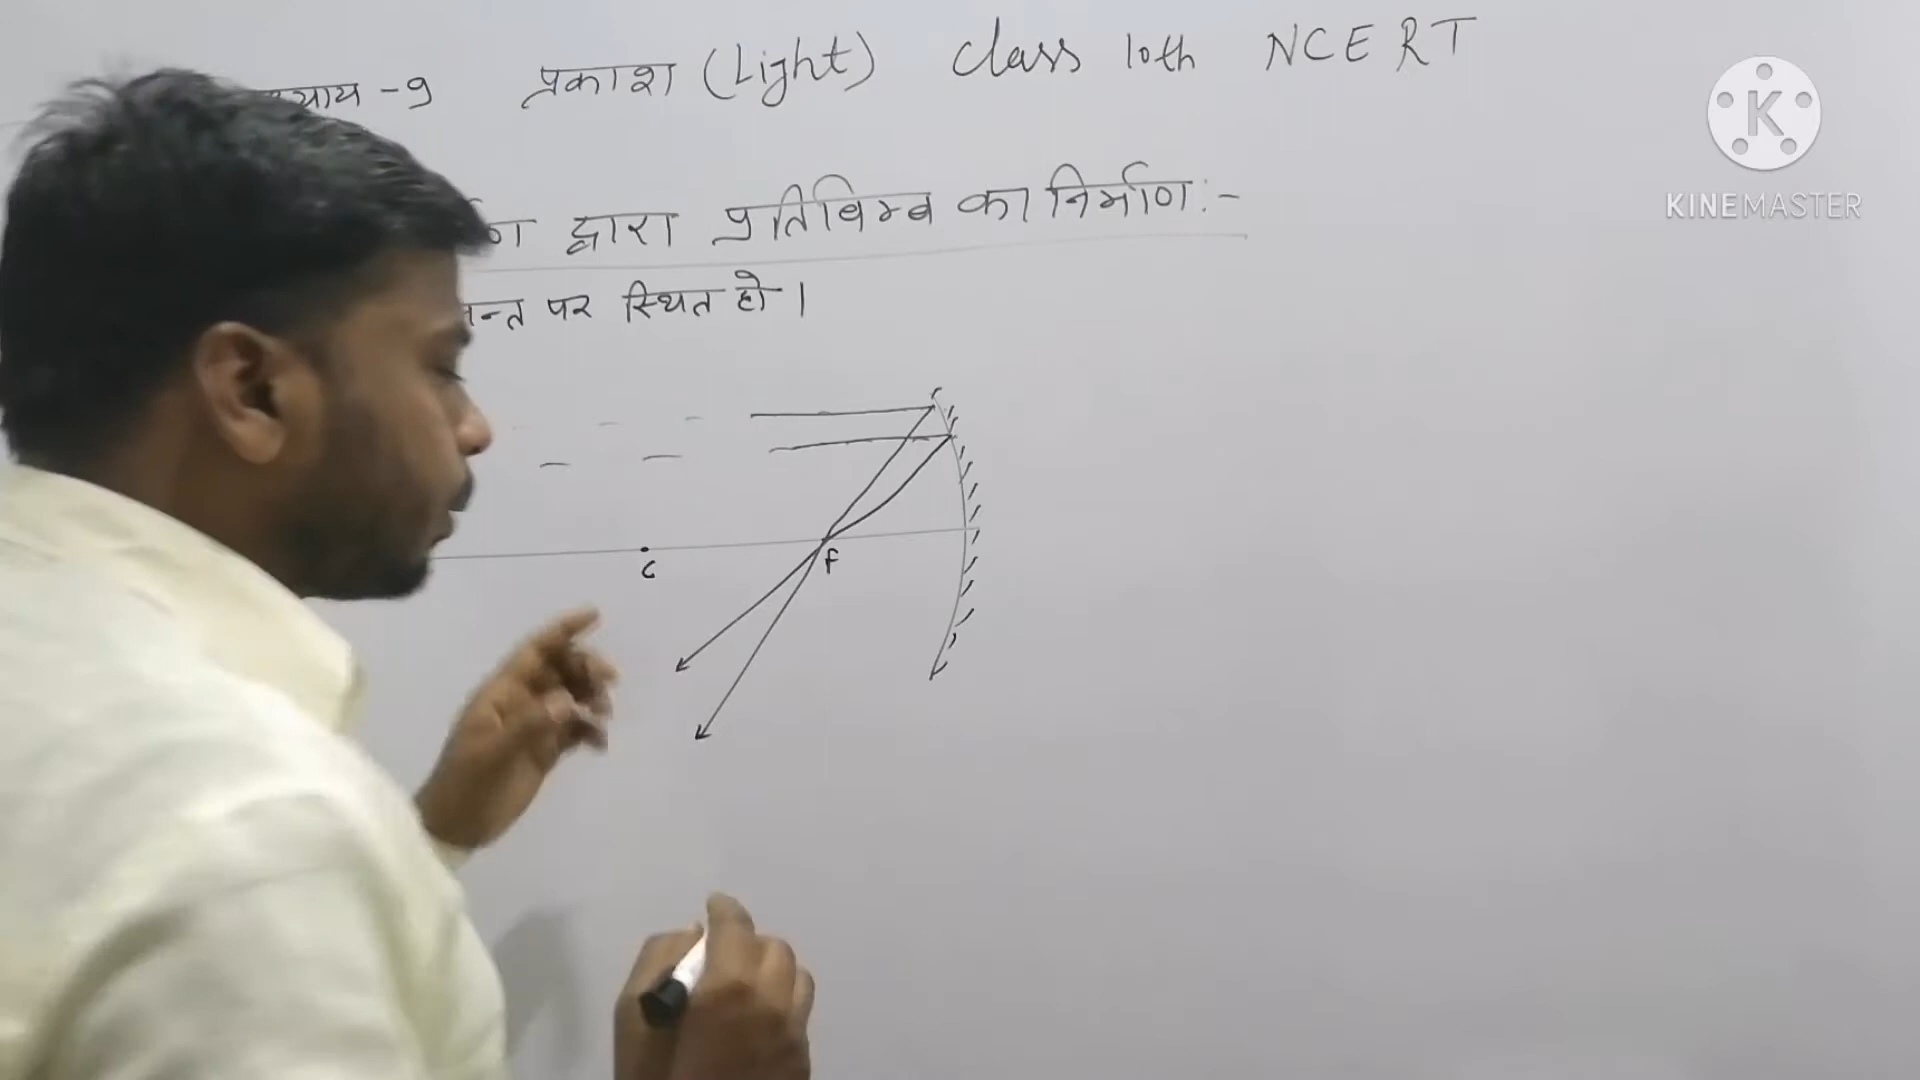 -9 प्रकाश (Light) Class 10th NCERT
द्वारा प्रतिबिम्ब का निर्माण:-
पर स्थित हो।
C
F
K
KINEMASTER